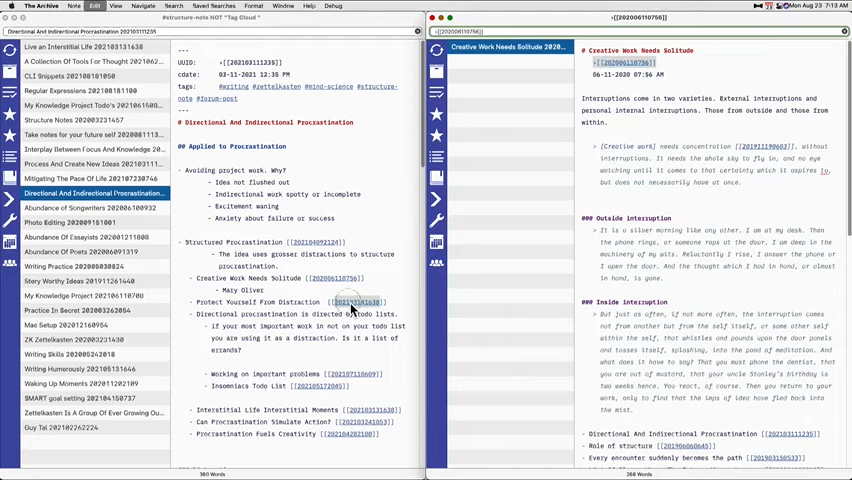 The Archive Note Edit View Saved Searches Format Window Help Debug
Mon Aug 23 7:13 AM
#structure-note NOT "Tag Cloud"
Directional And Indirectional Procrastination 202103111235
Live an Interstitial Life 202103131638
A Collection Of Tools For Thought 2021062...
CLI Snippets 202108181050
Regular Expressions 202008181100
My Knowledge Project Todo's 2021061508...
Structure Notes 202003231457
Take notes for your future self 2020081113...
Interplay Between Focus And Knowledge 20...
Process And Create New Ideas 20210311...
Mitigating The Pace Of Life 202107230746
Directional And Indirectional Procrastination...
Abundance of Songwriters 202006100932
Photo Editing 202009151001
Abundance Of Essayists 202001211808
Abundance Of Poets 202006091319
Writing Practice 202005030824
Story Worthy Ideas 201911261440
My Knowledge Project 202106110700
Practice In Secret 202003262054
Mac Setup 202012160954
ZK Zettelkasten 202003231430
Writing Skills 202005242018
Writing Humorously 202105131646
Waking Up Moments 202011202109
SMART goal setting 202104150737
Zettelkasten Is A Group Of Ever Growing Ou...
Guy Tal 202102262224
---
UUID: ›[[202103111235]]
cdate: 03-11-2021 12:35 PM
tags: #writing #zettelkasten #mind-science #structure-
note #forum-post
---
# Directional And Indirectional Procrastination
## Applied to Procrastination
- Avoiding project work. Why?
- Idea not flushed out
- Indirectional work spotty or incomplete
- Excitement waning
- Anxiety about failure or success
- Structured Procrastination [[202104092124]]
- The idea uses grosser distractions to structure
procrastination.
- Creative Work Needs Solitude [[202006110756]]
- Mary Oliver
- Protect Yourself From Distraction [[201903101638]]
- Directional procrastination is directed by todo lists.
- if your most important work in not on your todo list
you are using it as a distraction. Is it a list of
errands?
- Working on important problems [[202107110609]]
- Insomniacs Todo List [[202105172045]]
- Interstitial Life Interstitial Moments [[202103131638]]
- Can Procrastination Simulate Action? [[202103241053]]
- Procrastination Fuels Creativity [[202104282100]]
360 Words
›[[202006110756]]
›[[202006110756]]
Creative Work Needs Solitude 2020...
# Creative Work Needs Solitude
›[[202006110756]]
06-11-2020 07:56 AM
Interruptions come in two varieties. External interruptions and
personal internal interruptions. Those from outside and those from
within.
> [Creative work] needs concentration [[201911190603]], without
interruptions. It needs the whole sky to fly in, and no eye
watching until it comes to that certainty which it aspires to,
but does not necessarily have at once.
### Outside interruption
> It is a silver morning like any other. I am at my desk. Then
the phone rings, or someone raps at the door. I am deep in the
machinery of my wits. Reluctantly I rise, I answer the phone or
I open the door. And the thought which I had in hand, or almost
in hand, is gone.
### Inside interruption
> But just as often, if not more often, the interruption comes
not from another but from the self itself, or some other self
within the self, that whistles and pounds upon the door panels
and tosses itself, splashing, into the pond of meditation. And
what does it have to say? That you must phone the dentist, that
you are out of mustard, that your uncle Stanley's birthday is
two weeks hence. You react, of course. Then you return to your
work, only to find that the imps of idea have fled back into
the mist.
- Directional And Indirectional Procrastination [[202103111235]]
- Role of structure [[201906060645]]
- Every encounter suddenly becomes the path [[201903150533]]
268 Words